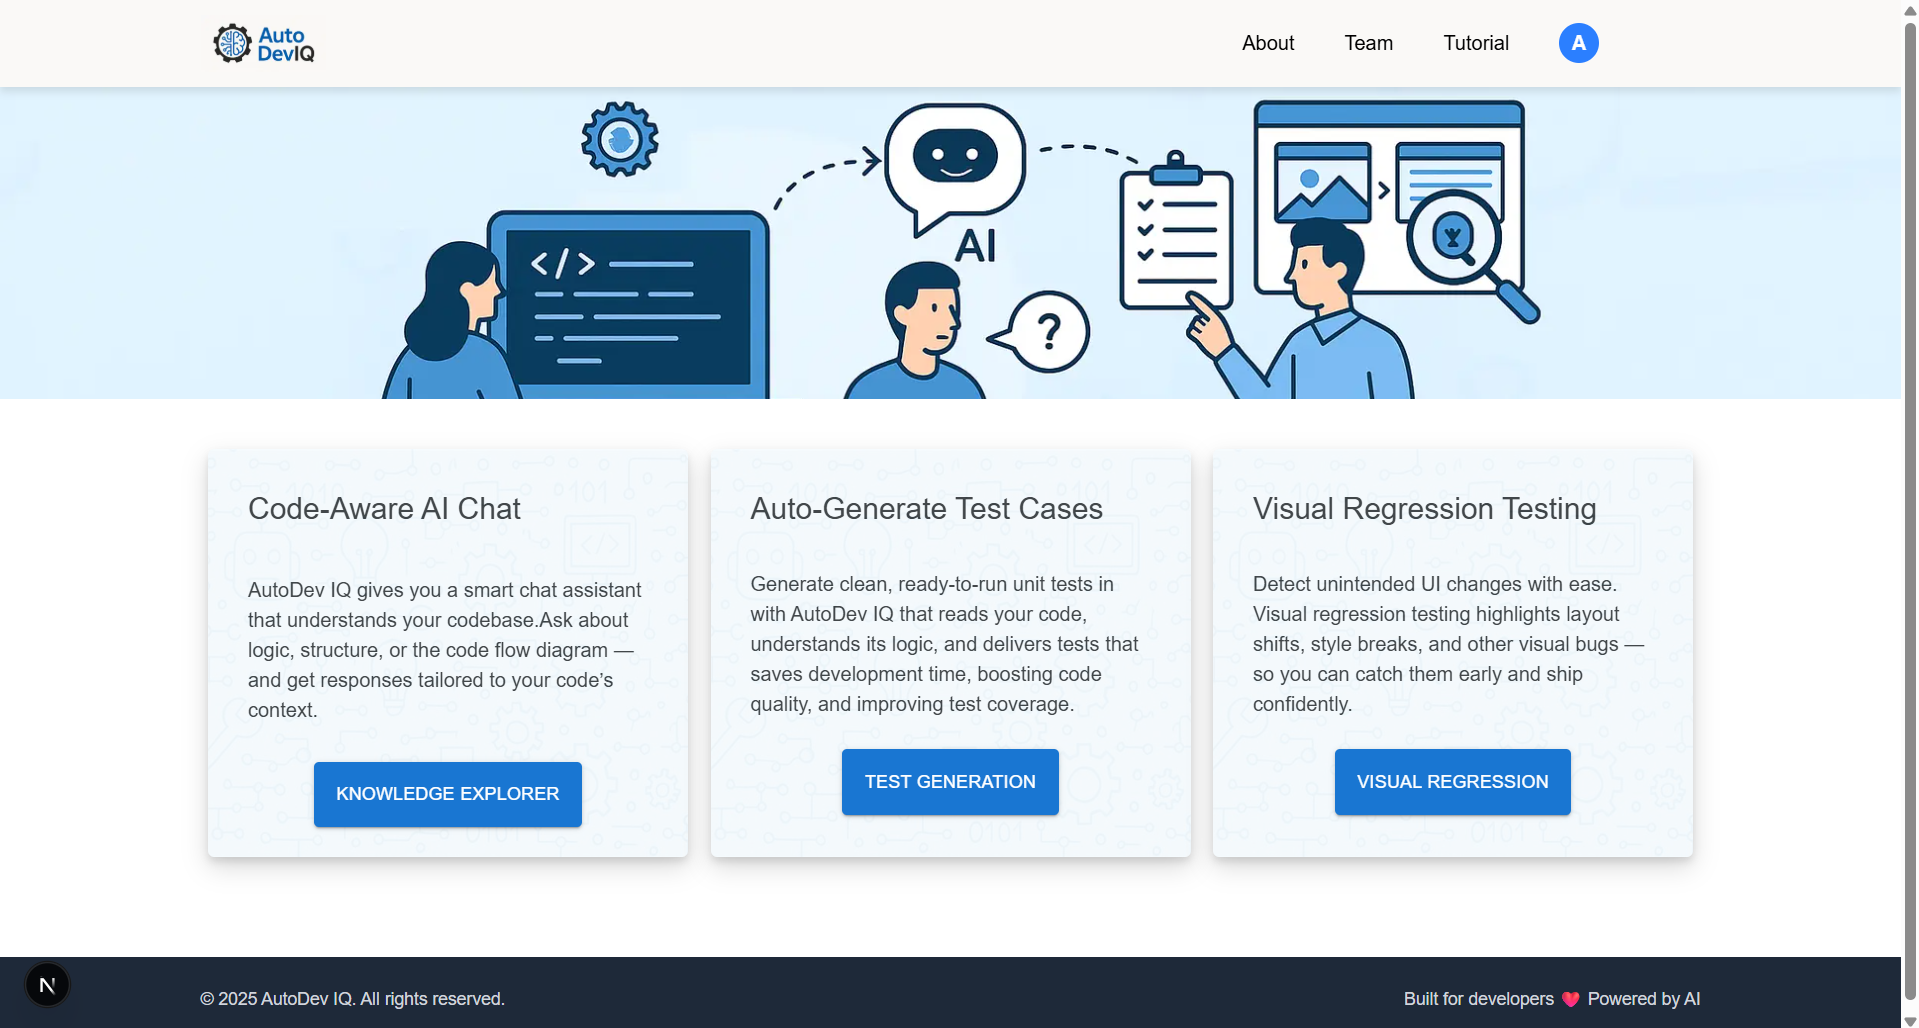 Auto
DevIQ
About
Team
Tutorial
A
</>
AI
?
Code-Aware AI Chat
AutoDev IQ gives you a smart chat assistant
that understands your codebase.Ask about
logic, structure, or the code flow diagram —
and get responses tailored to your code’s
context.
KNOWLEDGE EXPLORER
Auto-Generate Test Cases
Generate clean, ready-to-run unit tests in
with AutoDev IQ that reads your code,
understands its logic, and delivers tests that
saves development time, boosting code
quality, and improving test coverage.
TEST GENERATION
Visual Regression Testing
Detect unintended UI changes with ease.
Visual regression testing highlights layout
shifts, style breaks, and other visual bugs —
so you can catch them early and ship
confidently.
VISUAL REGRESSION
N
© 2025 AutoDev IQ. All rights reserved.
Built for developers ❤️ Powered by AI